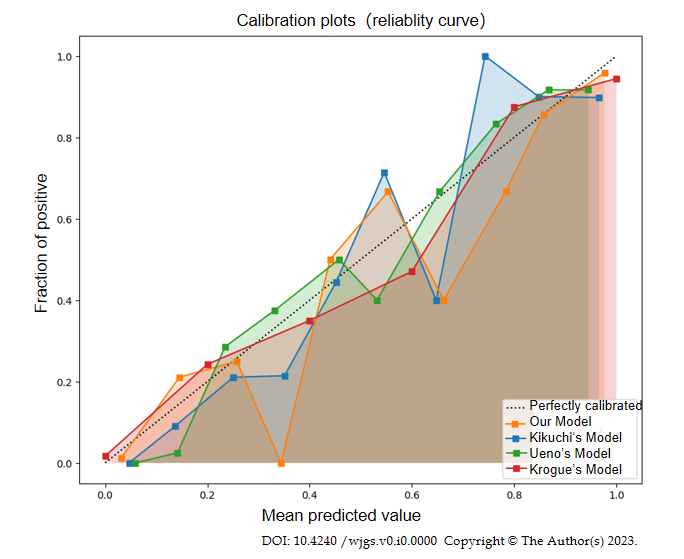 Calibration plots（reliablity curve）
1.0
0.8
0.6
0.4
0.2
0.0
Fraction of positive
Perfectly calibrated
Our Model
Kikuchi's Model
Ueno's Model
Krogue's Model
0.0 0.2 0.4 0.6 0.8 1.0
Mean predicted value
DOI: 10.4240 /wjgs.v0.i0.0000 Copyright © The Author(s) 2023.